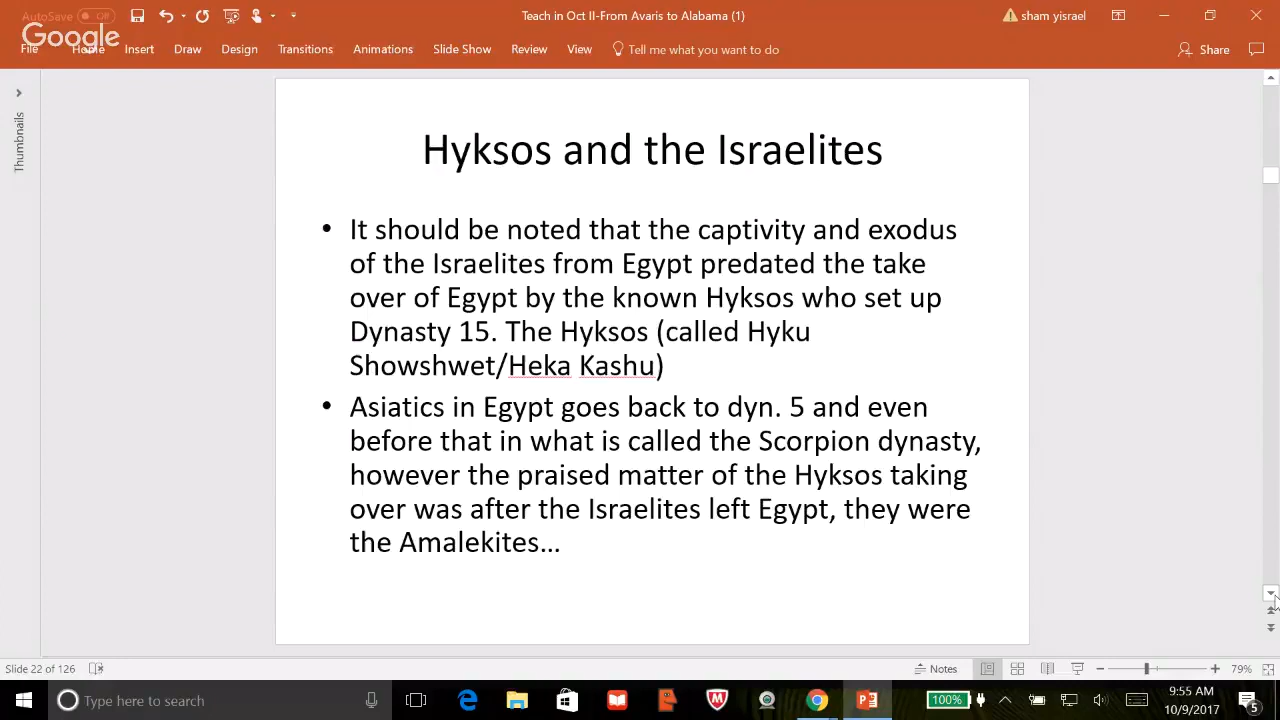 AutoSave Off
Teach in Oct II-From Avaris to Alabama (1)
sham yisrael
Google
File Home Insert Draw Design Transitions Animations Slide Show Review View Tell me what you want to do
Share
Thumbnails
Hyksos and the Israelites
• It should be noted that the captivity and exodus
of the Israelites from Egypt predated the take
over of Egypt by the known Hyksos who set up
Dynasty 15. The Hyksos (called Hyku
Showshwet/Heka Kashu)
• Asiatics in Egypt goes back to dyn. 5 and even
before that in what is called the Scorpion dynasty,
however the praised matter of the Hyksos taking
over was after the Israelites left Egypt, they were
the Amalekites...
Slide 22 of 126
Notes
79%
Type here to search
100%
9:55 AM
10/9/2017
5